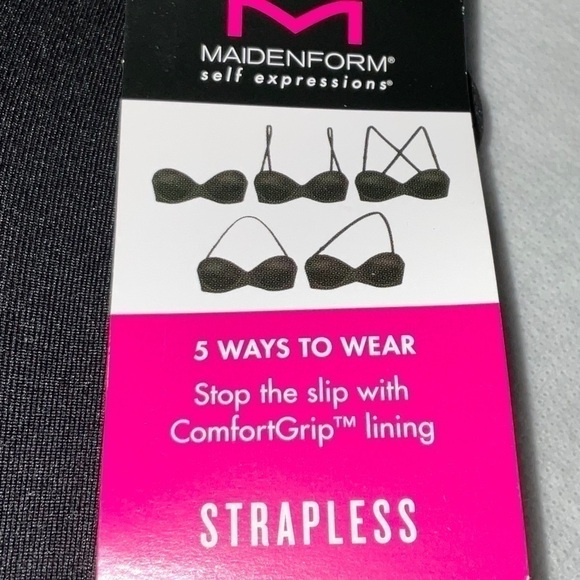 M
MAIDENFORM®
self expressions®
5 WAYS TO WEAR
Stop the slip with
ComfortGrip™ lining
STRAPLESS